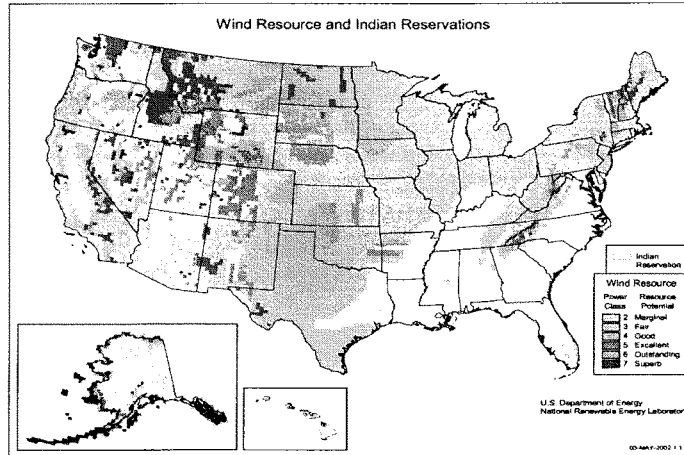 Wind Resource and Indian Reservations
Indian
Reservation
Wind Resource
Power Resource
Class Potential
2 Marginal
3 Fair
4 Good
5 Excellent
6 Outstanding
7 Superb
U.S. Department of Energy
National Renewable Energy Laborator